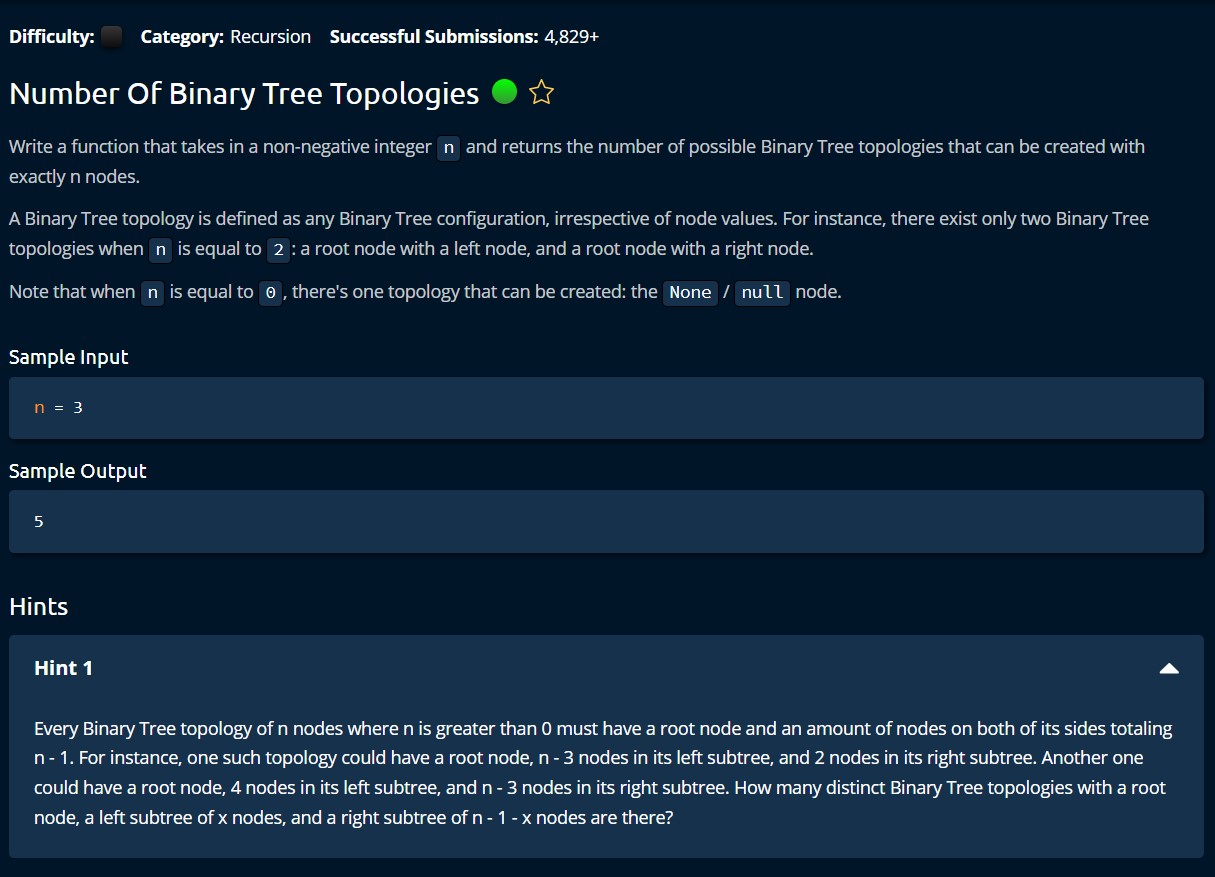 Difficulty: Category: Recursion Successful Submissions: 4,829+
Number Of Binary Tree Topologies
Write a function that takes in a non-negative integer n and returns the number of possible Binary Tree topologies that can be created with
exactly n nodes.
A Binary Tree topology is defined as any Binary Tree configuration, irrespective of node values. For instance, there exist only two Binary Tree
topologies when n is equal to 2: a root node with a left node, and a root node with a right node.
Note that when n is equal to 0, there's one topology that can be created: the None / null node.
Sample Input
n = 3
Sample Output
5
Hints
Hint 1
Every Binary Tree topology of n nodes where n is greater than 0 must have a root node and an amount of nodes on both of its sides totaling
n - 1. For instance, one such topology could have a root node, n - 3 nodes in its left subtree, and 2 nodes in its right subtree. Another one
could have a root node, 4 nodes in its left subtree, and n - 3 nodes in its right subtree. How many distinct Binary Tree topologies with a root
node, a left subtree of x nodes, and a right subtree of n - 1 - x nodes are there?